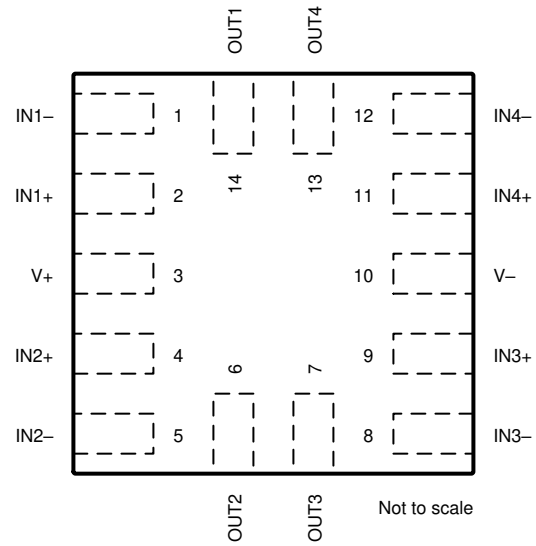 OUT1 OUT4
IN1– 1 12 IN4–
14 13
IN1+ 2 11 IN4+
V+ 3 10 V–
IN2+ 4 6 7 9 IN3+
IN2– 5 8 IN3–
OUT2 OUT3
Not to scale